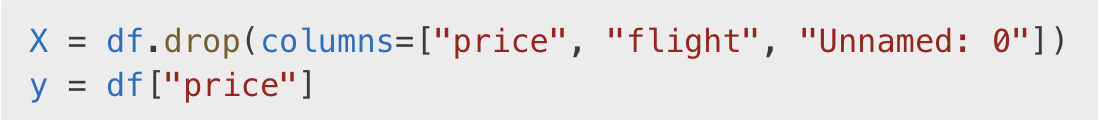 X = df.drop(columns=["price", "flight", "Unnamed: 0"])
y = df["price"]